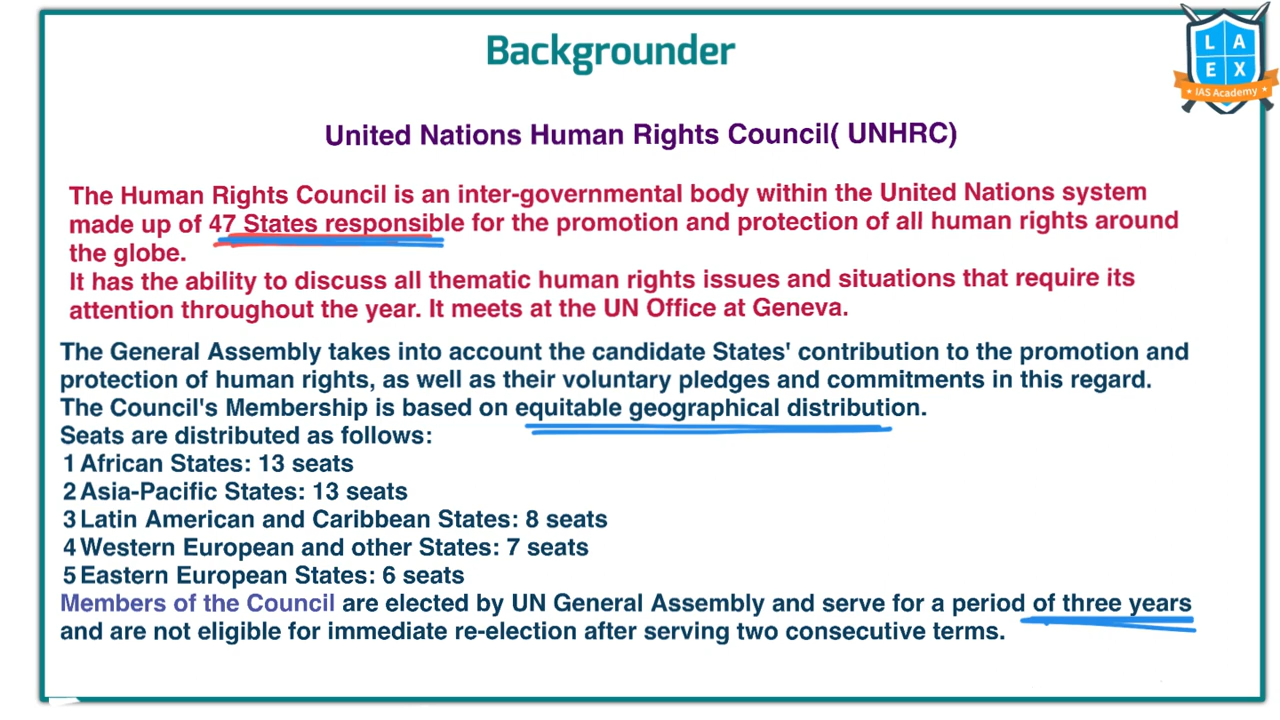 Backgrounder
L A
E X
IAS Academy
United Nations Human Rights Council( UNHRC)
The Human Rights Council is an inter-governmental body within the United Nations system
made up of 47 States responsible for the promotion and protection of all human rights around
the globe.
It has the ability to discuss all thematic human rights issues and situations that require its
attention throughout the year. It meets at the UN Office at Geneva.
The General Assembly takes into account the candidate States' contribution to the promotion and
protection of human rights, as well as their voluntary pledges and commitments in this regard.
The Council's Membership is based on equitable geographical distribution.
Seats are distributed as follows:
1 African States: 13 seats
2 Asia-Pacific States: 13 seats
3 Latin American and Caribbean States: 8 seats
4 Western European and other States: 7 seats
5 Eastern European States: 6 seats
Members of the Council are elected by UN General Assembly and serve for a period of three years
and are not eligible for immediate re-election after serving two consecutive terms.